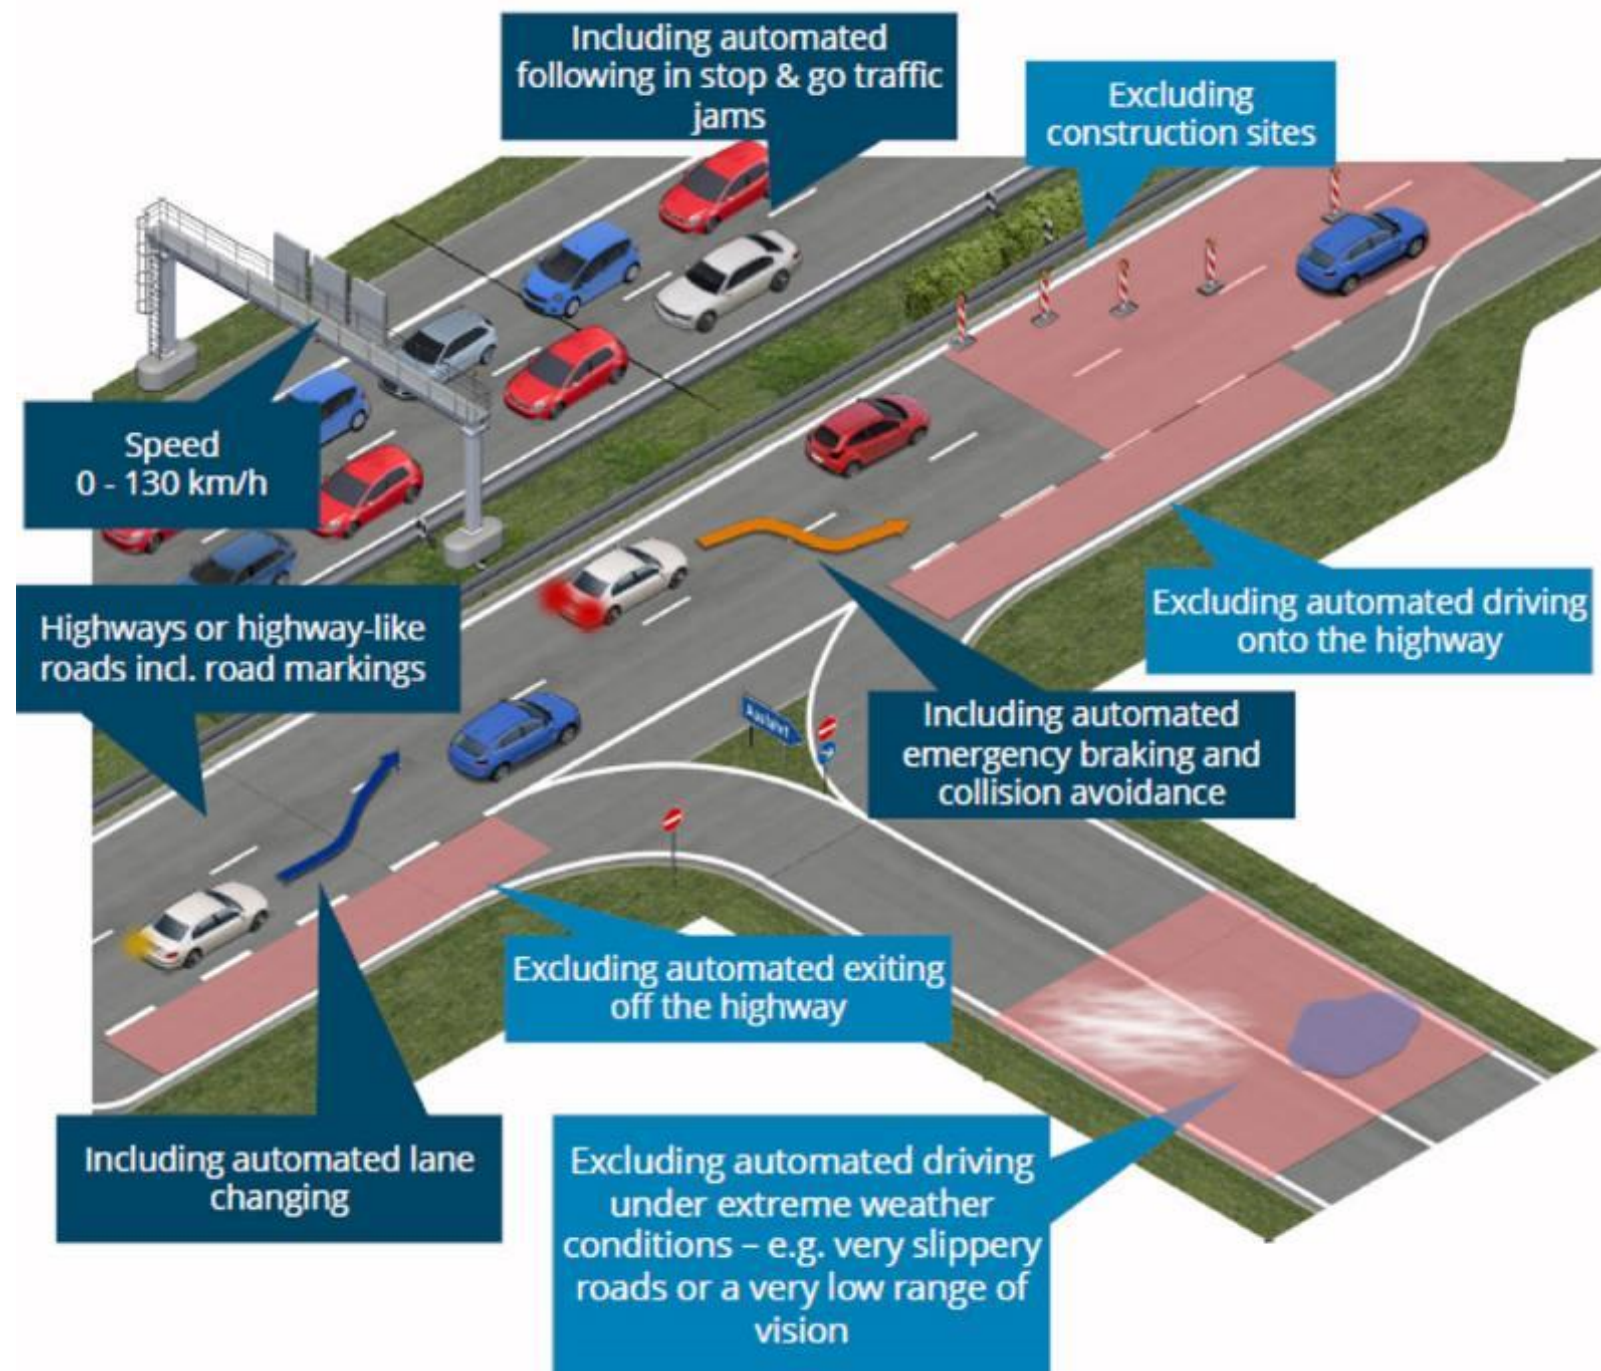 Including automated
following in stop & go traffic
jams
Excluding
construction sites
Speed
0 - 130 km/h
Highways or highway-like
roads incl. road markings
Excluding automated driving
onto the highway
Including automated
emergency braking and
collision avoidance
Ausfahrt
Excluding automated exiting
off the highway
Including automated lane
changing
Excluding automated driving
under extreme weather
conditions – e.g. very slippery
roads or a very low range of
vision